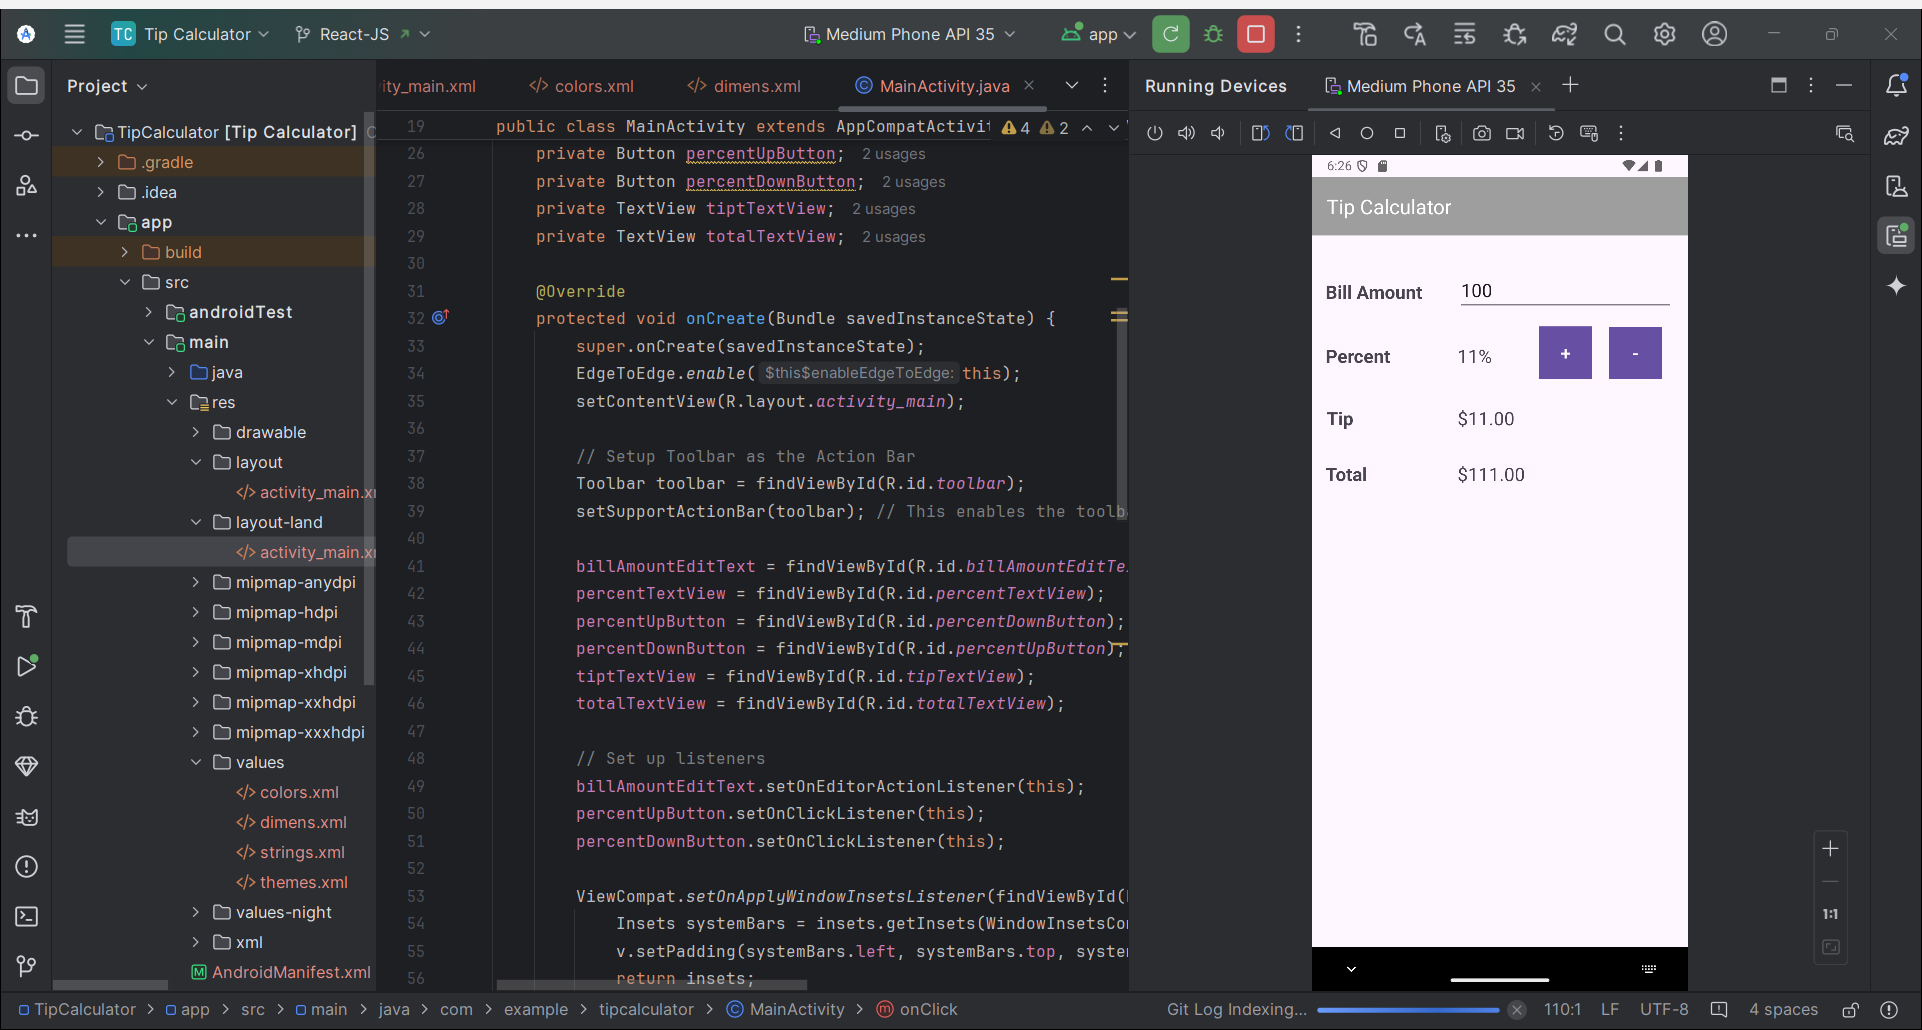 TC Tip Calculator React-JS Medium Phone API 35 app
Project
TipCalculator [Tip Calculator]
.gradle
.idea
app
build
src
androidTest
main
java
res
drawable
layout
activity_main.x
layout-land
activity_main.x
mipmap-anydpi
mipmap-hdpi
mipmap-mdpi
mipmap-xhdpi
mipmap-xxhdpi
mipmap-xxxhdpi
values
colors.xml
dimens.xml
strings.xml
themes.xml
values-night
xml
AndroidManifest.xml
ity_main.xml colors.xml dimens.xml MainActivity.java
19 public class MainActivity extends AppCompatActivit 4 2
26 private Button percentUpButton; 2 usages
27 private Button percentDownButton; 2 usages
28 private TextView tiptTextView; 2 usages
29 private TextView totalTextView; 2 usages
30
31 @Override
32 protected void onCreate(Bundle savedInstanceState) {
33 super.onCreate(savedInstanceState);
34 EdgeToEdge.enable( $this$enableEdgeToEdge: this);
35 setContentView(R.layout.activity_main);
36
37 // Setup Toolbar as the Action Bar
38 Toolbar toolbar = findViewById(R.id.toolbar);
39 setSupportActionBar(toolbar); // This enables the toolb
40
41 billAmountEditText = findViewById(R.id.billAmountEditTe
42 percentTextView = findViewById(R.id.percentTextView);
43 percentUpButton = findViewById(R.id.percentDownButton);
44 percentDownButton = findViewById(R.id.percentUpButton);
45 tiptTextView = findViewById(R.id.tipTextView);
46 totalTextView = findViewById(R.id.totalTextView);
47
48 // Set up listeners
49 billAmountEditText.setOnEditorActionListener(this);
50 percentUpButton.setOnClickListener(this);
51 percentDownButton.setOnClickListener(this);
52
53 ViewCompat.setOnApplyWindowInsetsListener(findViewById(
54 Insets systemBars = insets.getInsets(WindowInsetsCo
55 v.setPadding(systemBars.left, systemBars.top, syste
56 return insets;
Running Devices Medium Phone API 35
6:26
Tip Calculator
Bill Amount 100
Percent 11% + -
Tip $11.00
Total $111.00
1:1
TipCalculator > app > src > main > java > com > example > tipcalculator > MainActivity > onClick
Git Log Indexing... 110:1 LF UTF-8 4 spaces